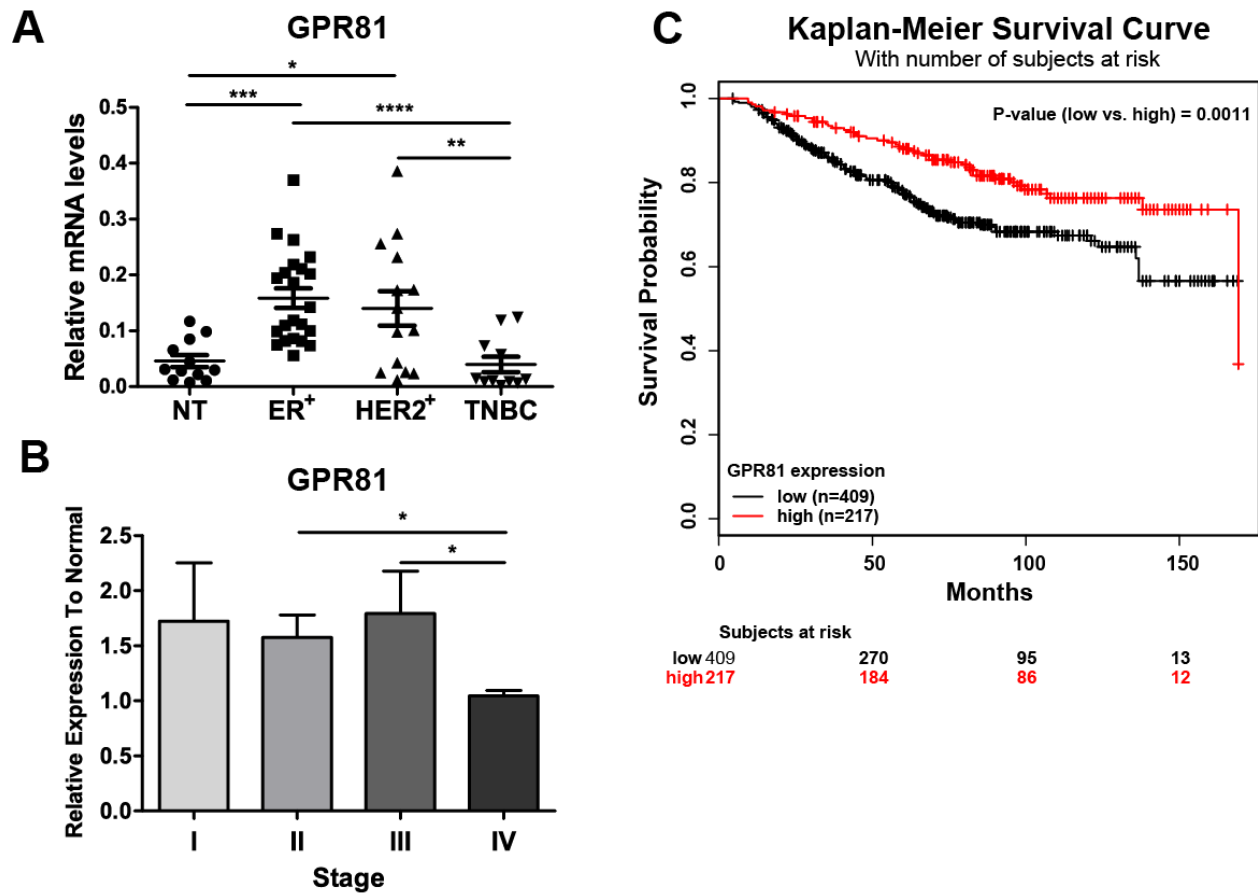 A
GPR81
*
***
****
**
Relative mRNA levels
0.5
0.4
0.3
0.2
0.1
0.0
NT ER+ HER2+ TNBC
B
GPR81
*
*
Relative Expression To Normal
2.5
2.0
1.5
1.0
0.5
0.0
I II III IV
Stage
C
Kaplan-Meier Survival Curve
With number of subjects at risk
P-value (low vs. high) = 0.0011
Survival Probability
1.0
0.8
0.6
0.4
0.2
0.0
GPR81 expression
low (n=409)
high (n=217)
0 50 100 150
Months
Subjects at risk
low 409 270 95 13
high 217 184 86 12